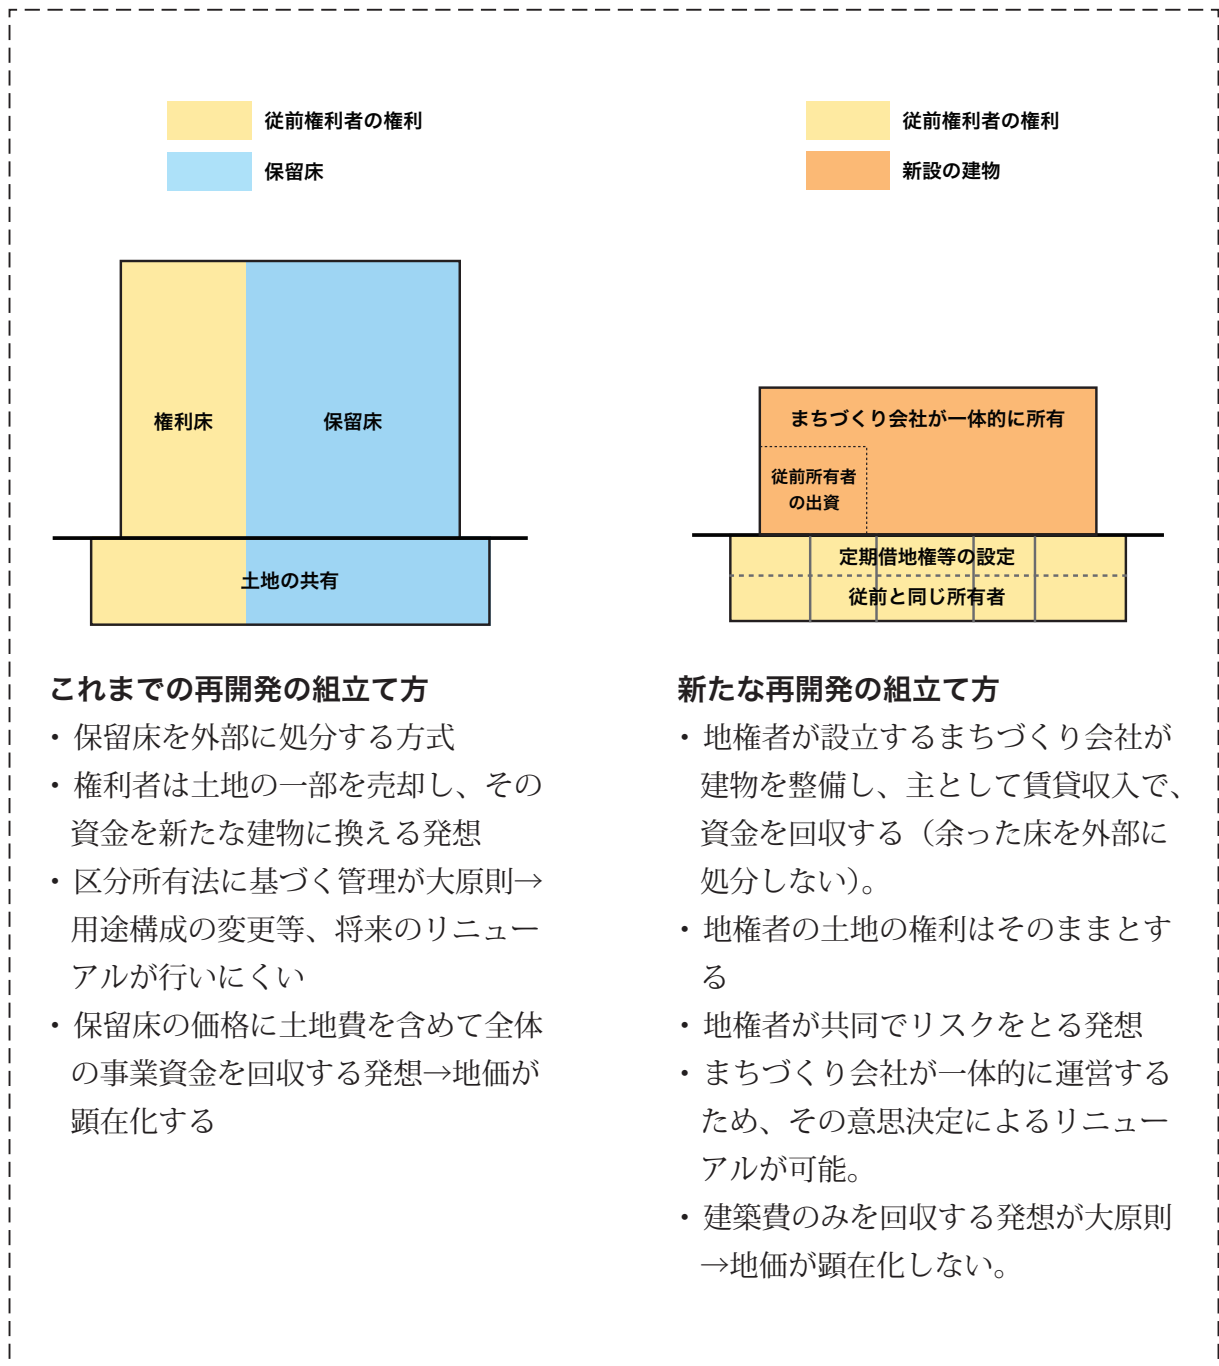 従前権利者の権利
保留床
権利床
保留床
土地の共有
これまでの再開発の組立て方
・保留床を外部に処分する方式
・権利者は土地の一部を売却し、その
資金を新たな建物に換える発想
・区分所有法に基づく管理が大原則→
用途構成の変更等、将来のリニュー
アルが行いにくい
・保留床の価格に土地費を含めて全体
の事業資金を回収する発想→地価が
顕在化する
従前権利者の権利
新設の建物
まちづくり会社が一体的に所有
従前所有者
の出資
定期借地権等の設定
従前と同じ所有者
新たな再開発の組立て方
・地権者が設立するまちづくり会社が
建物を整備し、主として賃貸収入で、
資金を回収する（余った床を外部に
処分しない）。
・地権者の土地の権利はそのままとす
る
・地権者が共同でリスクをとる発想
・まちづくり会社が一体的に運営する
ため、その意思決定によるリニュー
アルが可能。
・建築費のみを回収する発想が大原則
→地価が顕在化しない。